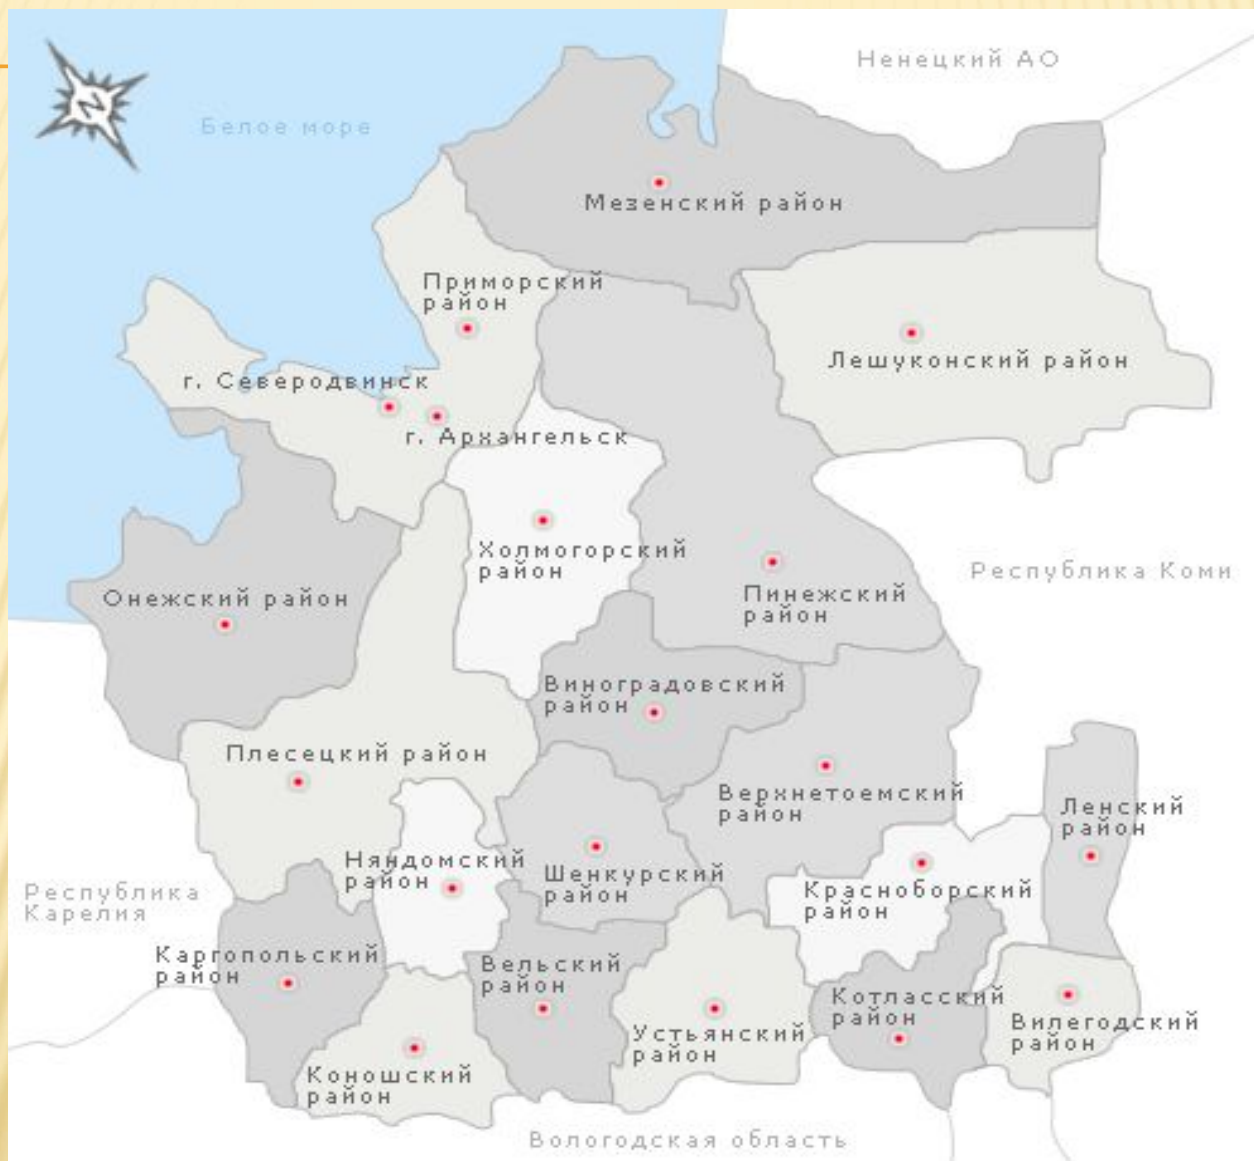 Ненецкий АО
Белое море
Мезенский район
Приморский
район
Лешуконский район
г. Северодвинск
г. Архангельск
Холмогорский
район
Республика Коми
Онежский район
Пинежский
район
Виноградовский
район
Плесецкий район
Верхнетоемский
район
Ленский
район
Няндомский
район
Шенкурский
район
Красноборский
район
Республика
Карелия
Каргопольский
район
Вельский
район
Котласский
район
Устьянский
район
Вилегодский
район
Коношский
район
Вологодская область